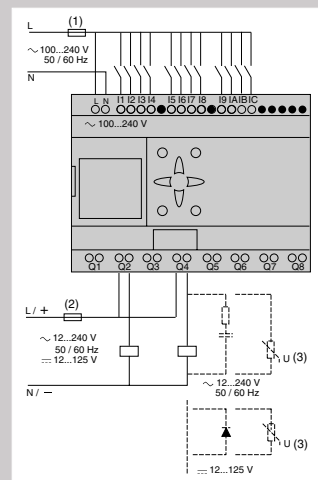 L (1)
∼ 100...240 V
50 / 60 Hz
N
L N I1 I2 I3 I4 I5 I6 I7 I8 I9 IA IB IC
∼ 100...240 V
Q1 Q2 Q3 Q4 Q5 Q6 Q7 Q8
L / + (2)
∼ 12...240 V
50 / 60 Hz
⎓ 12...125 V
U (3)
∼ 12...240 V
50 / 60 Hz
N / −
U (3)
⎓ 12...125 V